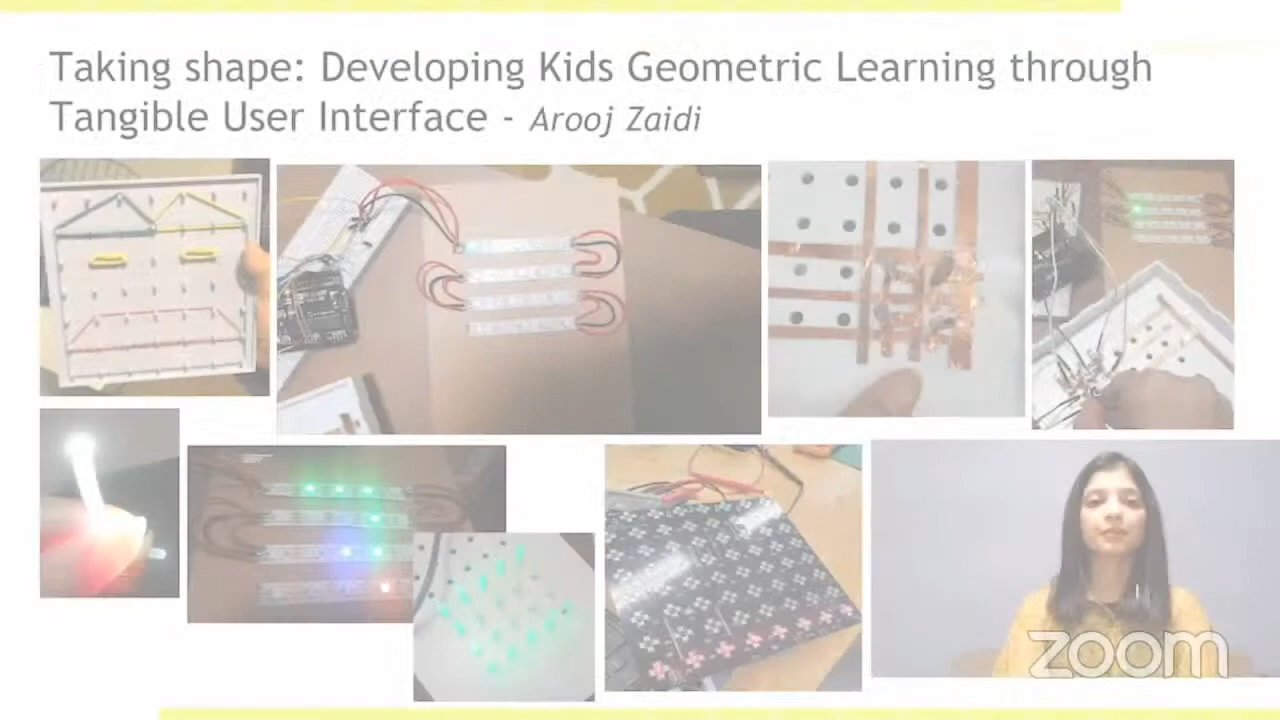 Taking shape: Developing Kids Geometric Learning through
Tangible User Interface - Arooj Zaidi
zoom